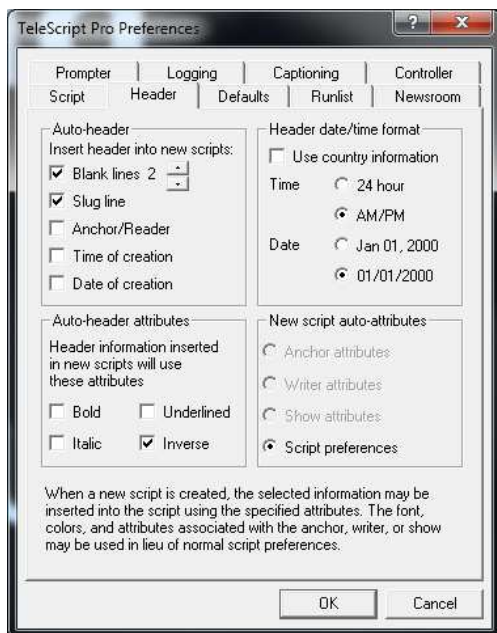 TeleScript Pro Preferences
Prompter Logging Captioning Controller
Script Header Defaults Runlist Newsroom
Auto-header
Insert header into new scripts:
Blank lines 2
Slug line
Anchor/Reader
Time of creation
Date of creation
Header date/time format
Use country information
Time 24 hour
AM/PM
Date Jan 01, 2000
01/01/2000
Auto-header attributes
Header information inserted
in new scripts will use
these attributes
Bold Underlined
Italic Inverse
New script auto-attributes
Anchor attributes
Writer attributes
Show attributes
Script preferences
When a new script is created, the selected information may be
inserted into the script using the specified attributes. The font,
colors, and attributes associated with the anchor, writer, or show
may be used in lieu of normal script preferences.
OK Cancel